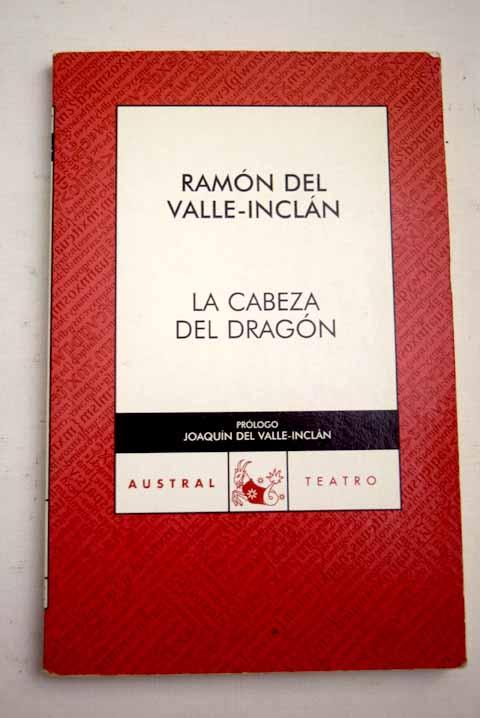 RAMÓN DEL
VALLE-INCLÁN
LA CABEZA
DEL DRAGÓN
PRÓLOGO
JOAQUÍN DEL VALLE-INCLÁN
AUSTRAL
TEATRO